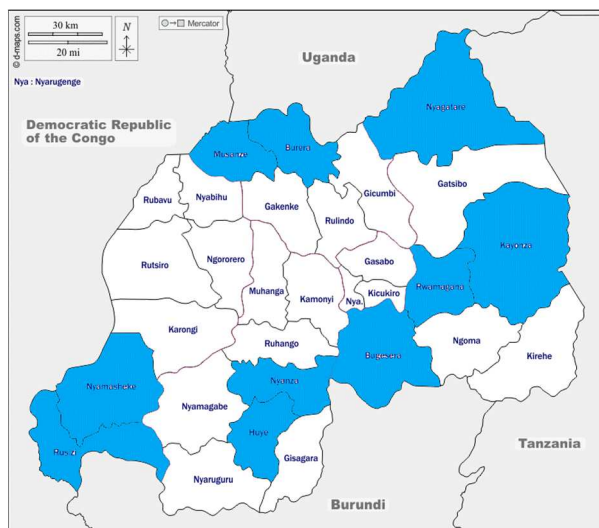 30 km
20 mi
N
Mercator
© d-maps.com
Nya : Nyarugenge
Uganda
Democratic Republic
of the Congo
Nyagatare
Musanze
Burera
Rubavu
Nyabihu
Gakenke
Rulindo
Gicumbi
Gatsibo
Kayonza
Rutsiro
Ngororero
Muhanga
Kamonyi
Gasabo
Nya.
Kicukiro
Rwamagana
Karongi
Ruhango
Bugesera
Ngoma
Kirehe
Nyamasheke
Nyanza
Nyamagabe
Huye
Rusizi
Gisagara
Nyaruguru
Tanzania
Burundi